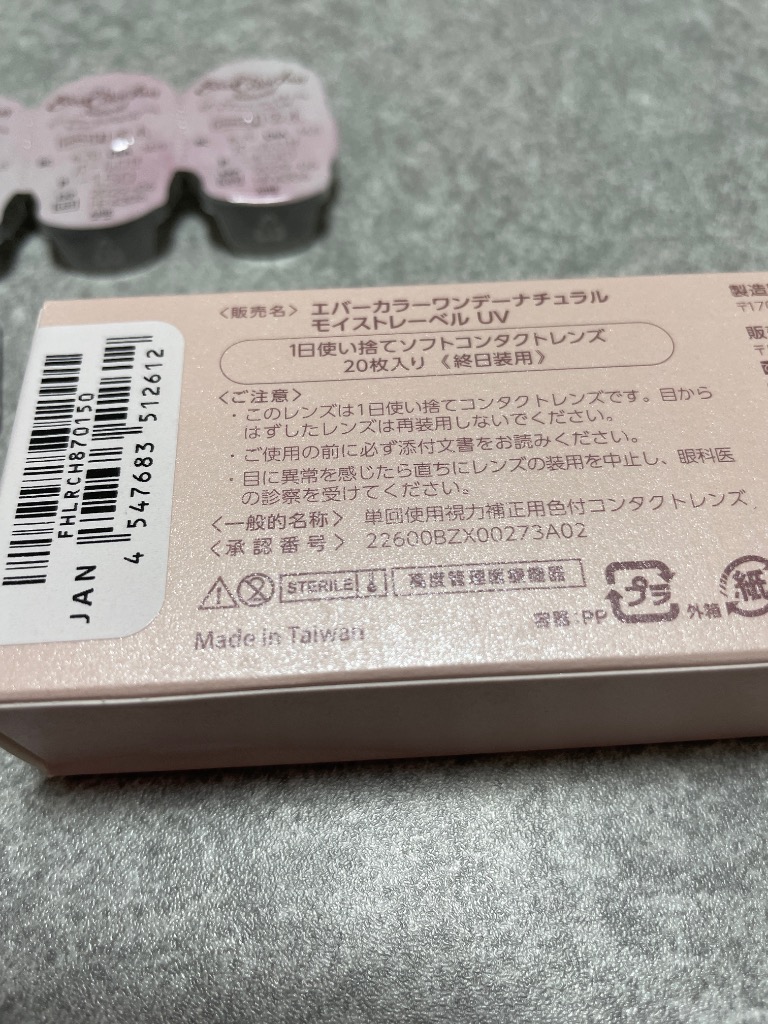 〈販売名〉 エバーカラーワンデーナチュラル
モイストレーベル UV
1日使い捨てソフトコンタクトレンズ
20枚入り 《終日装用》
〈ご注意〉
・このレンズは1日使い捨てコンタクトレンズです。目から
はずしたレンズは再装用しないでください。
・ご使用の前に必ず添付文書をお読みください。
・目に異常を感じたら直ちにレンズの装用を中止し、眼科医
の診察を受けてください。
〈一般的名称〉 単回使用視力補正用色付コンタクトレンズ
〈承認番号〉 22600BZX00273A02
STERILE 高度管理医療機器
容器:PP プラ 外箱 紙
Made in Taiwan
製造
〒170
販
〒1
JAN
FHLRCH870150
4 547683 512612